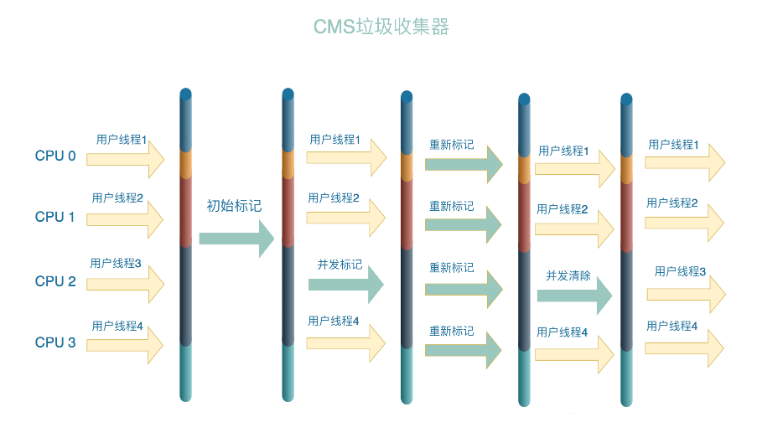 CMS垃圾收集器
用户线程1
用户线程1
重新标记
用户线程1
用户线程1
CPU 0
用户线程2
用户线程2
重新标记
用户线程2
用户线程2
CPU 1
初始标记
用户线程3
并发标记
重新标记
并发清除
用户线程3
CPU 2
用户线程4
用户线程4
重新标记
用户线程4
用户线程4
CPU 3